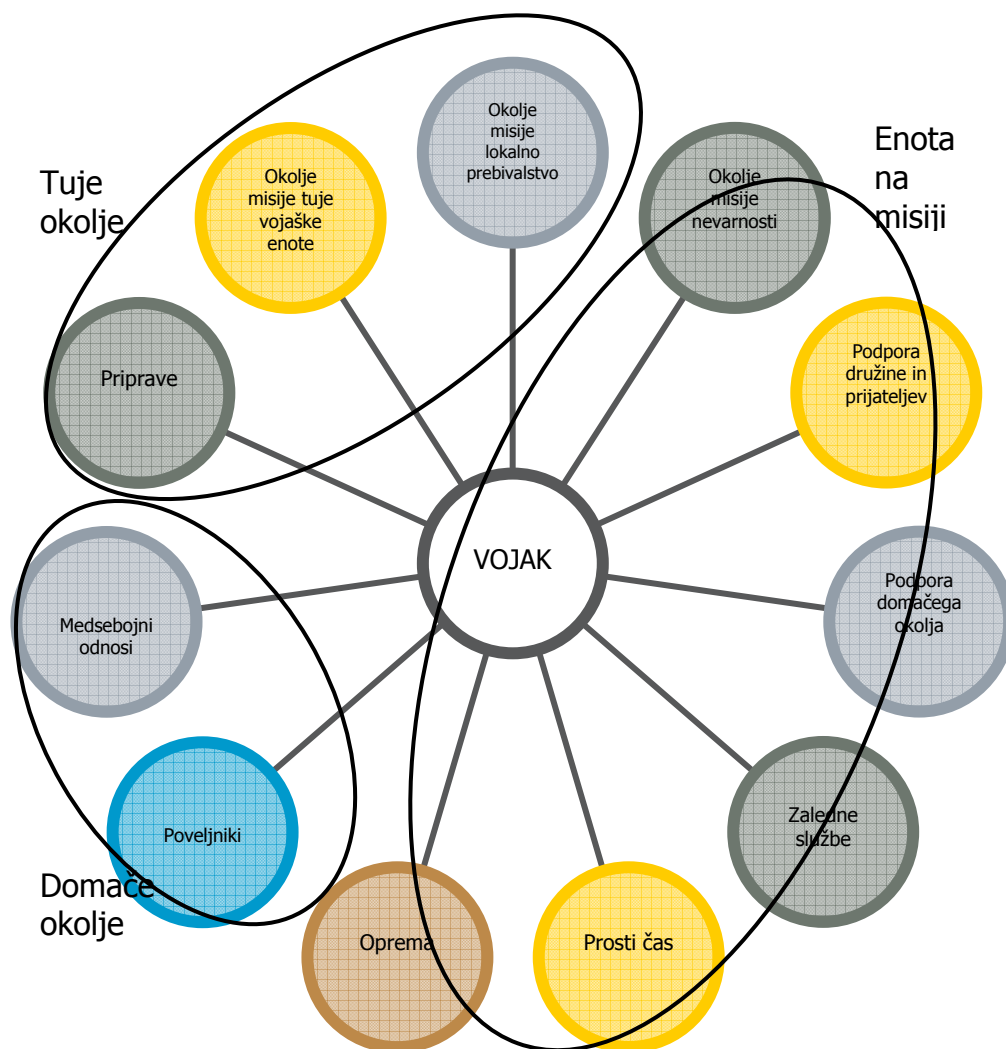 Okolje
misije
lokalno
prebivalstvo
Okolje
misije tuje
vojaške
enote
Okolje
misije
nevarnosti
Enota
na
misiji
Tuje
okolje
Priprave
Podpora
družine in
prijateljev
VOJAK
Medsebojni
odnosi
Podpora
domačega
okolja
Poveljniki
Zaledne
službe
Domače
okolje
Oprema
Prosti čas